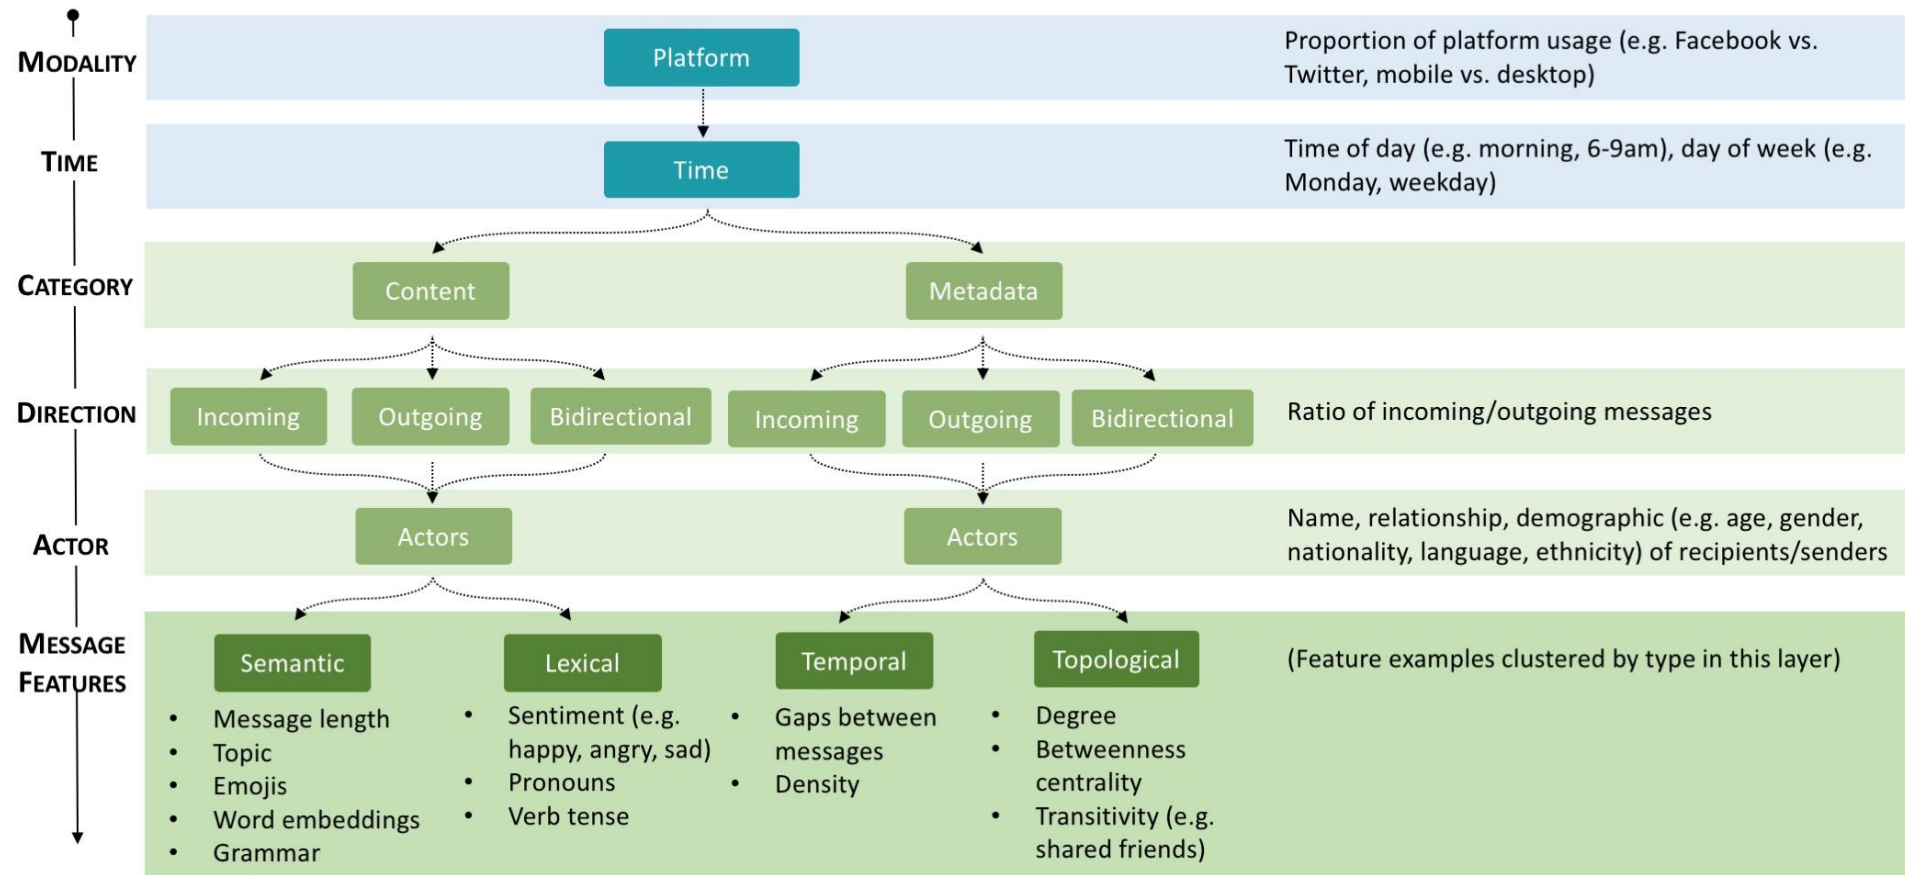 MODALITY
Platform
Proportion of platform usage (e.g. Facebook vs.
Twitter, mobile vs. desktop)
TIME
Time
Time of day (e.g. morning, 6-9am), day of week (e.g.
Monday, weekday)
CATEGORY
Content
Metadata
DIRECTION
Incoming
Outgoing
Bidirectional
Incoming
Outgoing
Bidirectional
Ratio of incoming/outgoing messages
ACTOR
Actors
Actors
Name, relationship, demographic (e.g. age, gender,
nationality, language, ethnicity) of recipients/senders
MESSAGE
FEATURES
Semantic
• Message length
• Topic
• Emojis
• Word embeddings
• Grammar
Lexical
• Sentiment (e.g.
happy, angry, sad)
• Pronouns
• Verb tense
Temporal
• Gaps between
messages
• Density
Topological
• Degree
• Betweenness
centrality
• Transitivity (e.g.
shared friends)
(Feature examples clustered by type in this layer)